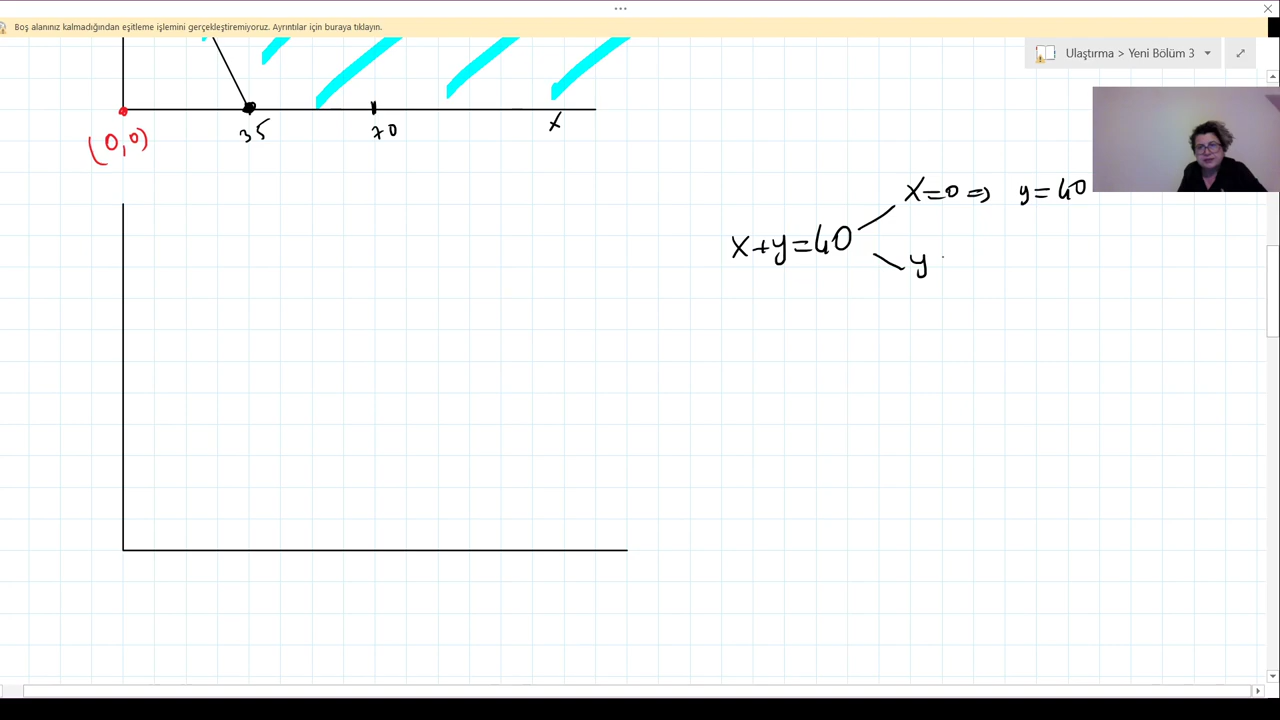 Boş alanınız kalmadığından eşitleme işlemini gerçekleştiremiyoruz. Ayrıntılar için buraya tıklayın.
Ulaştırma > Yeni Bölüm 3
(0,0)
35
70
x
x=0 ⇒ y=40
x+y=40
y